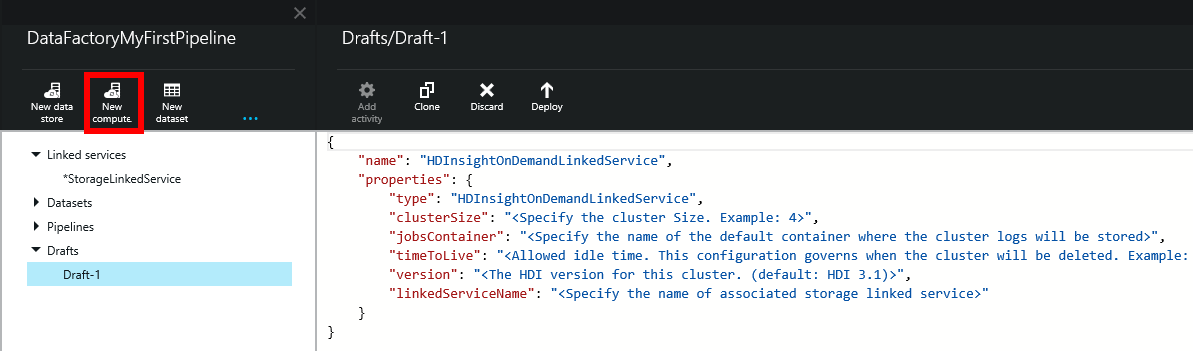 DataFactoryMyFirstPipeline
New data
store
New
compute.
New
dataset
...
Linked services
*StorageLinkedService
Datasets
Pipelines
Drafts
Draft-1
Drafts/Draft-1
Add
activity
Clone
Discard
Deploy
{
"name": "HDInsightOnDemandLinkedService",
"properties": {
"type": "HDInsightOnDemandLinkedService",
"clusterSize": "<Specify the cluster Size. Example: 4>",
"jobsContainer": "<Specify the name of the default container where the cluster logs will be stored>",
"timeToLive": "<Allowed idle time. This configuration governs when the cluster will be deleted. Example:
"version": "<The HDI version for this cluster. (default: HDI 3.1)>",
"linkedServiceName": "<Specify the name of associated storage linked service>"
}
}